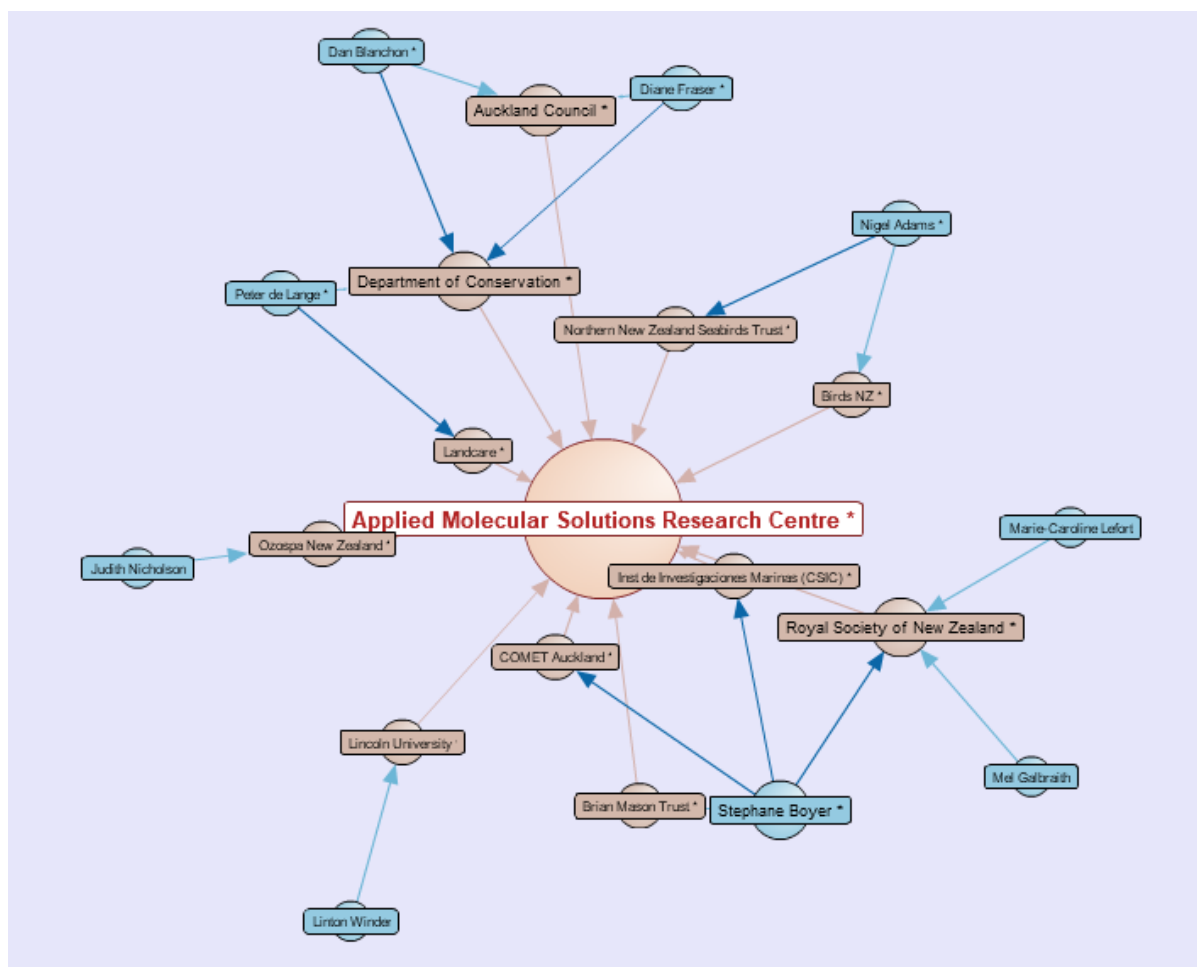 Dan Blanchon *
Diane Fraser *
Auckland Council *
Nigel Adams *
Department of Conservation *
Peter de Lange *
Northern New Zealand Seabirds Trust *
Birds NZ *
Landcare *
Applied Molecular Solutions Research Centre *
Marie-Caroline Lefort
Ozospa New Zealand *
Judith Nicholson
Inst de Investigaciones Marinas (CSIC) *
Royal Society of New Zealand *
COMET Auckland *
Lincoln University *
Mel Galbraith
Brian Mason Trust *
Stephane Boyer *
Linton Winder